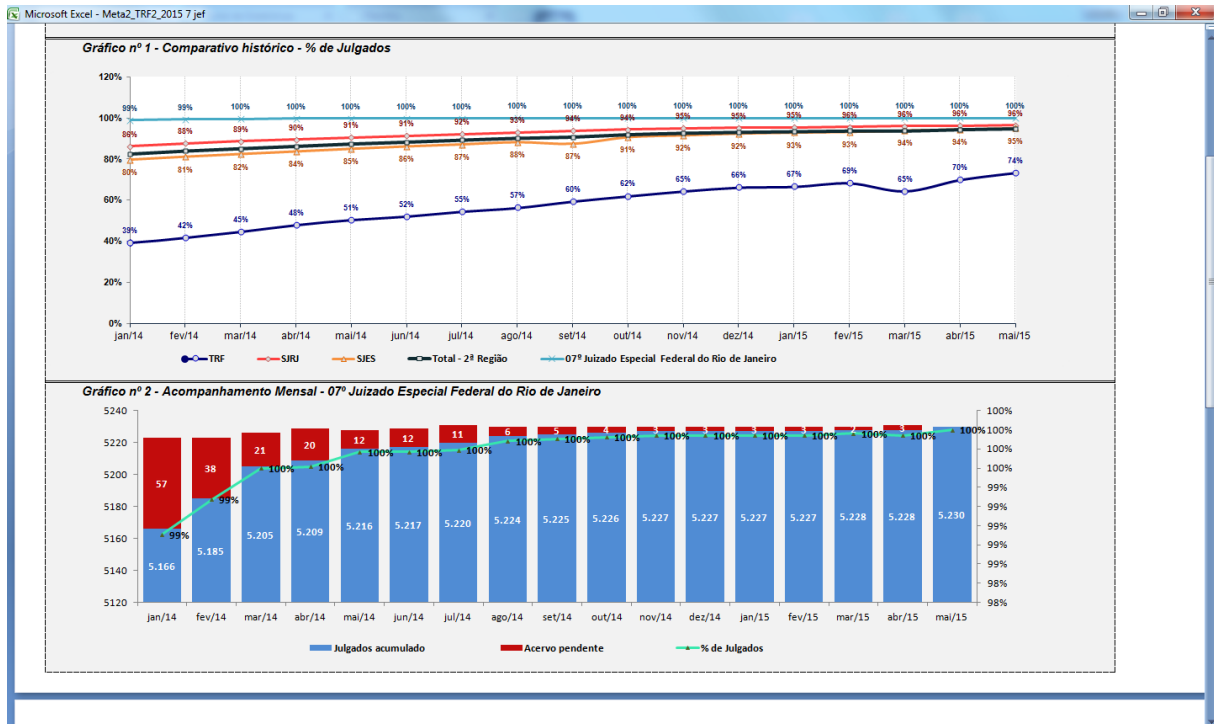 Microsoft Excel - Meta2_TRF2_2015 7 jef
Gráfico nº 1 - Comparativo histórico - % de Julgados
120%
99% 99% 100% 100% 100% 100% 100% 100% 100% 100% 100% 100% 100% 100% 100% 100% 100%
100%
86% 88% 89% 90% 91% 91% 92% 93% 94% 94% 95% 95% 95% 96% 96% 96% 96%
80%
80% 81% 82% 84% 85% 86% 87% 88% 87% 91% 92% 92% 93% 93% 94% 94% 95%
60%
39% 42% 45% 48% 51% 52% 55% 57% 60% 62% 65% 66% 67% 69% 65% 70% 74%
40%
20%
0%
jan/14 fev/14 mar/14 abr/14 mai/14 jun/14 jul/14 ago/14 set/14 out/14 nov/14 dez/14 jan/15 fev/15 mar/15 abr/15 mai/15
TRF SJRJ SJES Total - 2ª Região 07º Juizado Especial Federal do Rio de Janeiro
Gráfico nº 2 - Acompanhamento Mensal - 07º Juizado Especial Federal do Rio de Janeiro
5240
5220
5200
5180
5160
5140
5120
57 38 21 20 12 12 11 6 5 4 3 3 3 3 2 3
99% 99% 100% 100% 100% 100% 100% 100% 100% 100% 100% 100% 100% 100% 100% 100% 100%
5.166 5.185 5.205 5.209 5.216 5.217 5.220 5.224 5.225 5.226 5.227 5.227 5.227 5.227 5.228 5.228 5.230
100%
100%
100%
100%
99%
99%
99%
99%
99%
98%
98%
jan/14 fev/14 mar/14 abr/14 mai/14 jun/14 jul/14 ago/14 set/14 out/14 nov/14 dez/14 jan/15 fev/15 mar/15 abr/15 mai/15
Julgados acumulado Acervo pendente % de Julgados